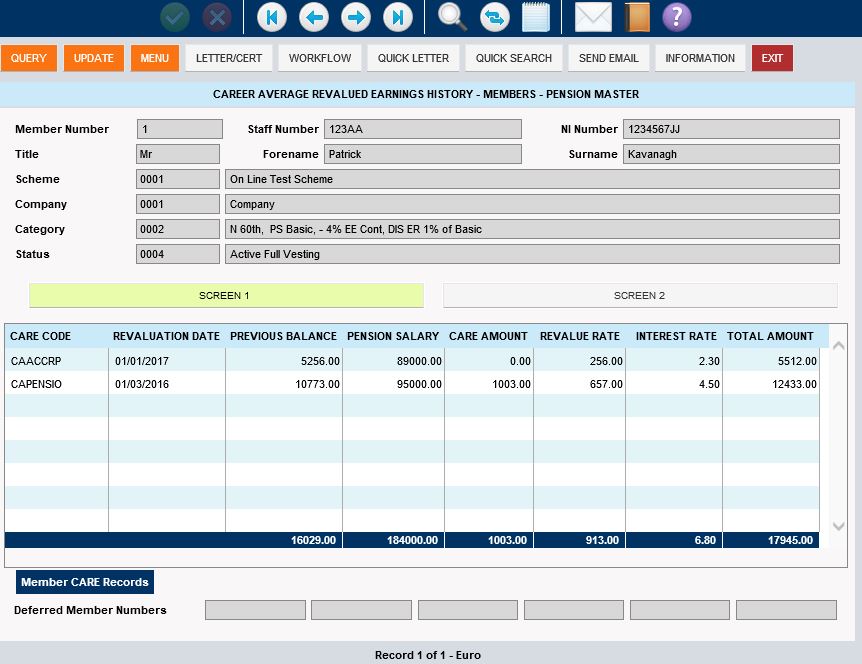 ?
QUERY UPDATE MENU LETTER/CERT WORKFLOW QUICK LETTER QUICK SEARCH SEND EMAIL INFORMATION EXIT
CAREER AVERAGE REVALUED EARNINGS HISTORY - MEMBERS - PENSION MASTER
Member Number 1 Staff Number 123AA NI Number 1234567JJ
Title Mr Forename Patrick Surname Kavanagh
Scheme 0001 On Line Test Scheme
Company 0001 Company
Category 0002 N 60th, PS Basic, - 4% EE Cont, DIS ER 1% of Basic
Status 0004 Active Full Vesting
SCREEN 1 SCREEN 2
CARE CODE REVALUATION DATE PREVIOUS BALANCE PENSION SALARY CARE AMOUNT REVALUE RATE INTEREST RATE TOTAL AMOUNT
CAACCRP 01/01/2017 5256.00 89000.00 0.00 256.00 2.30 5512.00
CAPENSIO 01/03/2016 10773.00 95000.00 1003.00 657.00 4.50 12433.00
16029.00 184000.00 1003.00 913.00 6.80 17945.00
Member CARE Records
Deferred Member Numbers
Record 1 of 1 - Euro